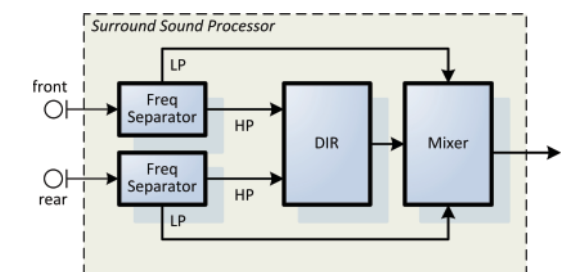 Surround Sound Processor
LP
front
Freq
Separator
HP
DIR
Mixer
Freq
Separator
rear
HP
LP